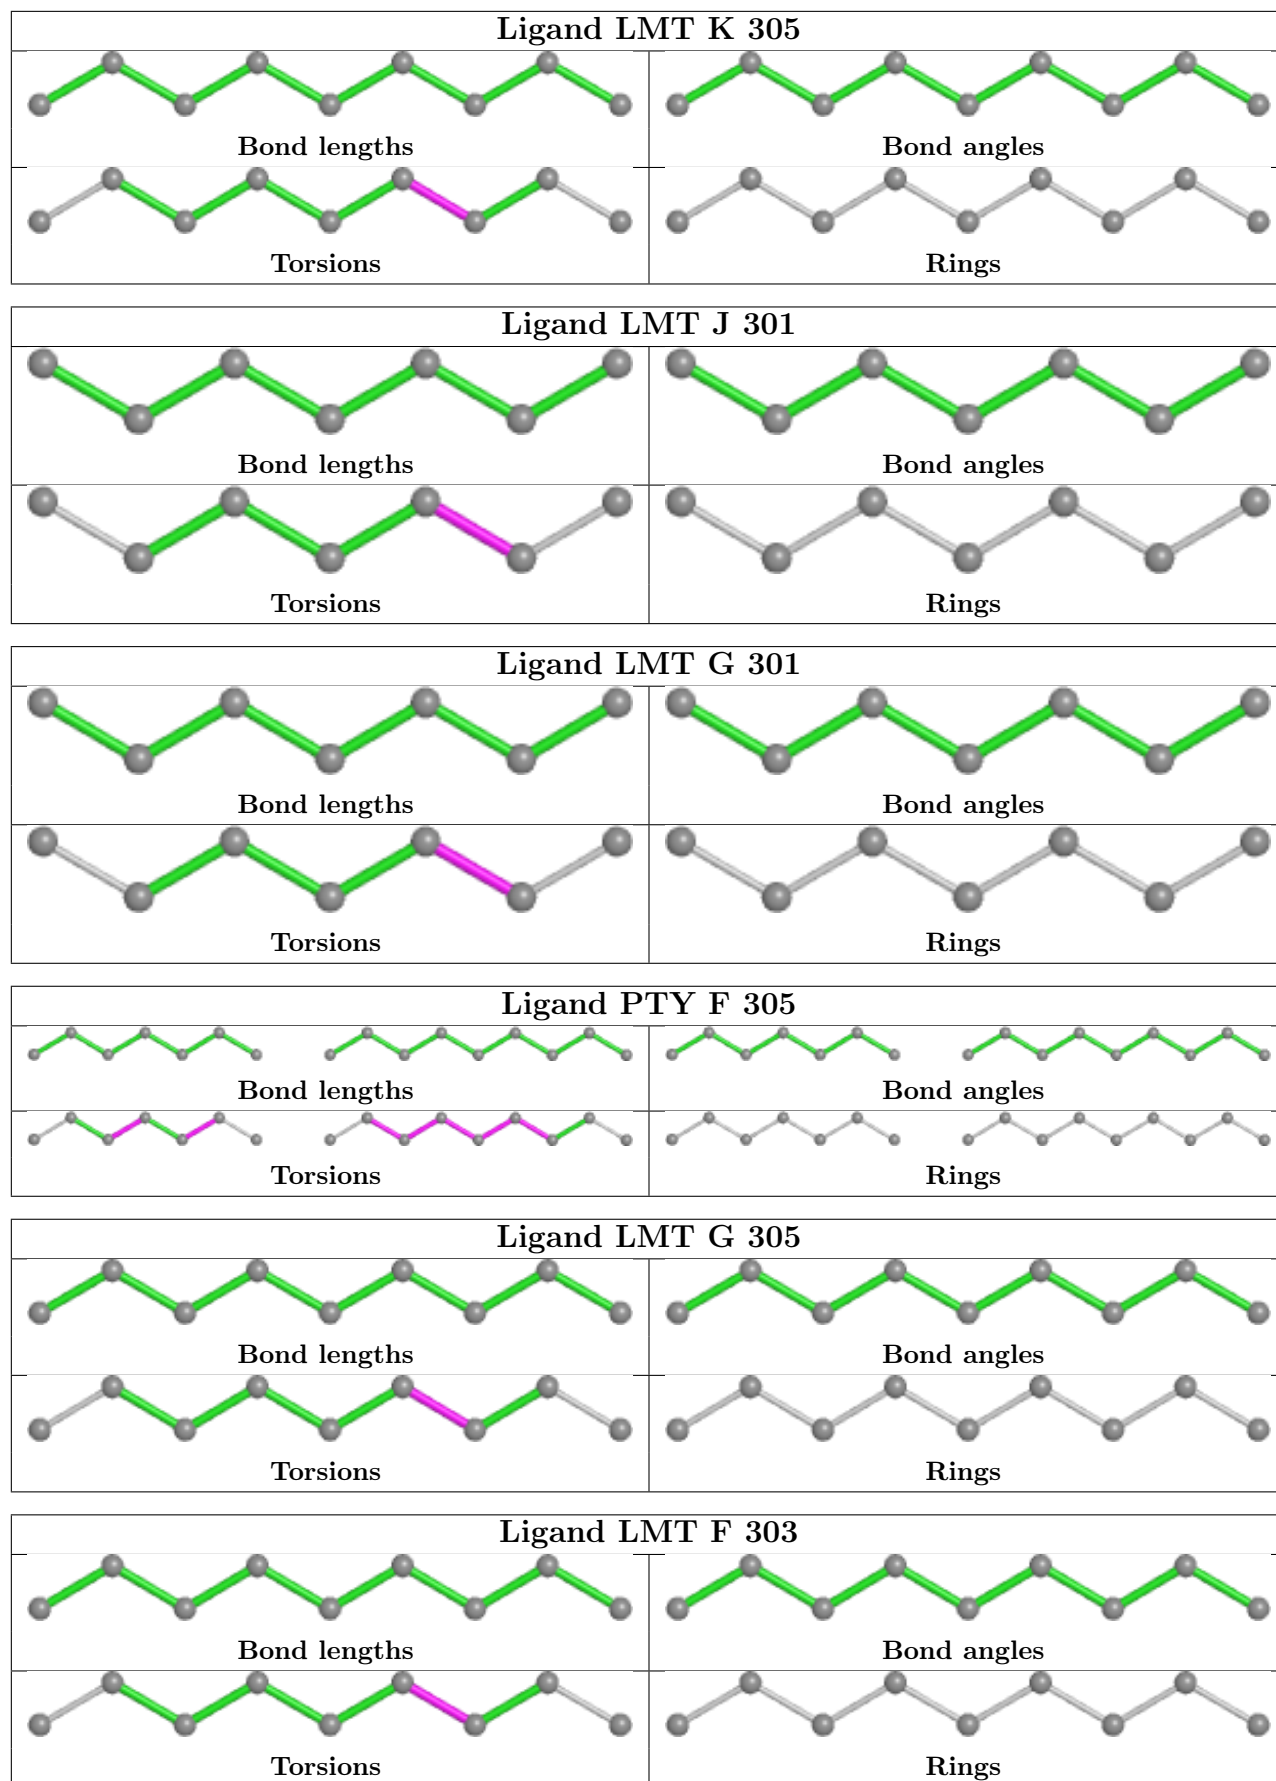 Ligand LMT K 305
Bond lengths Bond angles
Torsions Rings
Ligand LMT J 301
Bond lengths Bond angles
Torsions Rings
Ligand LMT G 301
Bond lengths Bond angles
Torsions Rings
Ligand PTY F 305
Bond lengths Bond angles
Torsions Rings
Ligand LMT G 305
Bond lengths Bond angles
Torsions Rings
Ligand LMT F 303
Bond lengths Bond angles
Torsions Rings